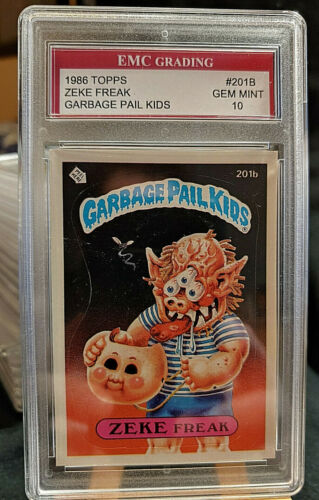 EMC GRADING
1986 TOPPS #201B
ZEKE FREAK GEM MINT
GARBAGE PAIL KIDS 10
201b
GARBAGE PAIL KIDS
ZEKE FREAK